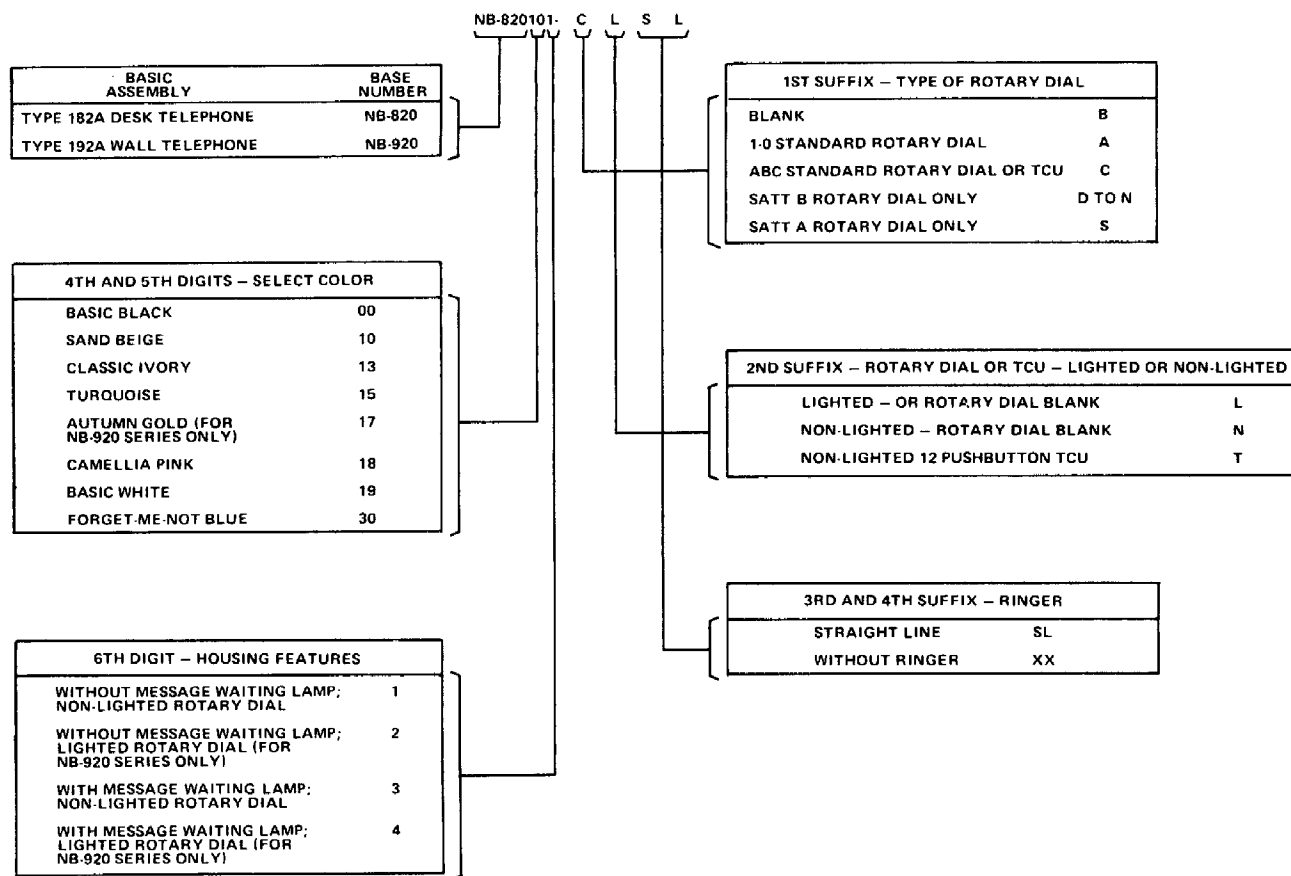 NB-820101- C L S L
BASIC ASSEMBLY BASE NUMBER
TYPE 182A DESK TELEPHONE NB-820
TYPE 192A WALL TELEPHONE NB-920
4TH AND 5TH DIGITS – SELECT COLOR
BASIC BLACK 00
SAND BEIGE 10
CLASSIC IVORY 13
TURQUOISE 15
AUTUMN GOLD (FOR 17
NB-920 SERIES ONLY)
CAMELLIA PINK 18
BASIC WHITE 19
FORGET-ME-NOT BLUE 30
6TH DIGIT – HOUSING FEATURES
WITHOUT MESSAGE WAITING LAMP; 1
NON-LIGHTED ROTARY DIAL
WITHOUT MESSAGE WAITING LAMP; 2
LIGHTED ROTARY DIAL (FOR
NB-920 SERIES ONLY)
WITH MESSAGE WAITING LAMP; 3
NON-LIGHTED ROTARY DIAL
WITH MESSAGE WAITING LAMP; 4
LIGHTED ROTARY DIAL (FOR
NB-920 SERIES ONLY)
1ST SUFFIX – TYPE OF ROTARY DIAL
BLANK B
1-0 STANDARD ROTARY DIAL A
ABC STANDARD ROTARY DIAL OR TCU C
SATT B ROTARY DIAL ONLY D TO N
SATT A ROTARY DIAL ONLY S
2ND SUFFIX – ROTARY DIAL OR TCU – LIGHTED OR NON-LIGHTED
LIGHTED – OR ROTARY DIAL BLANK L
NON-LIGHTED – ROTARY DIAL BLANK N
NON-LIGHTED 12 PUSHBUTTON TCU T
3RD AND 4TH SUFFIX – RINGER
STRAIGHT LINE SL
WITHOUT RINGER XX